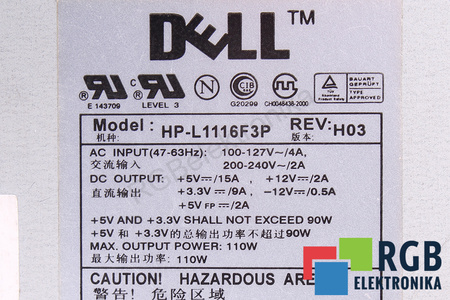 DELL™
BAUART GEPRÜFT
TYPE APPROVED
E 143709 LEVEL 3 G20299 CH0048438-2000
Model: HP-L1116F3P REV: H03
机种: 版本:
AC INPUT(47-63Hz): 100-127V⎓/4A
交流输入 200-240V~/2A
DC OUTPUT: +5V⎓/15A, +12V⎓/2A
直流输出 +3.3V⎓/9A, -12V⎓/0.5A
+5V FP ⎓/2A
+5V AND +3.3V SHALL NOT EXCEED 90W
+5V 和 +3.3V 的总输出功率不超过90W
MAX. OUTPUT POWER: 110W
最大输出功率: 110W
CAUTION! HAZARDOUS
警告! 危险区域
RGB
ELEKTRONIKA